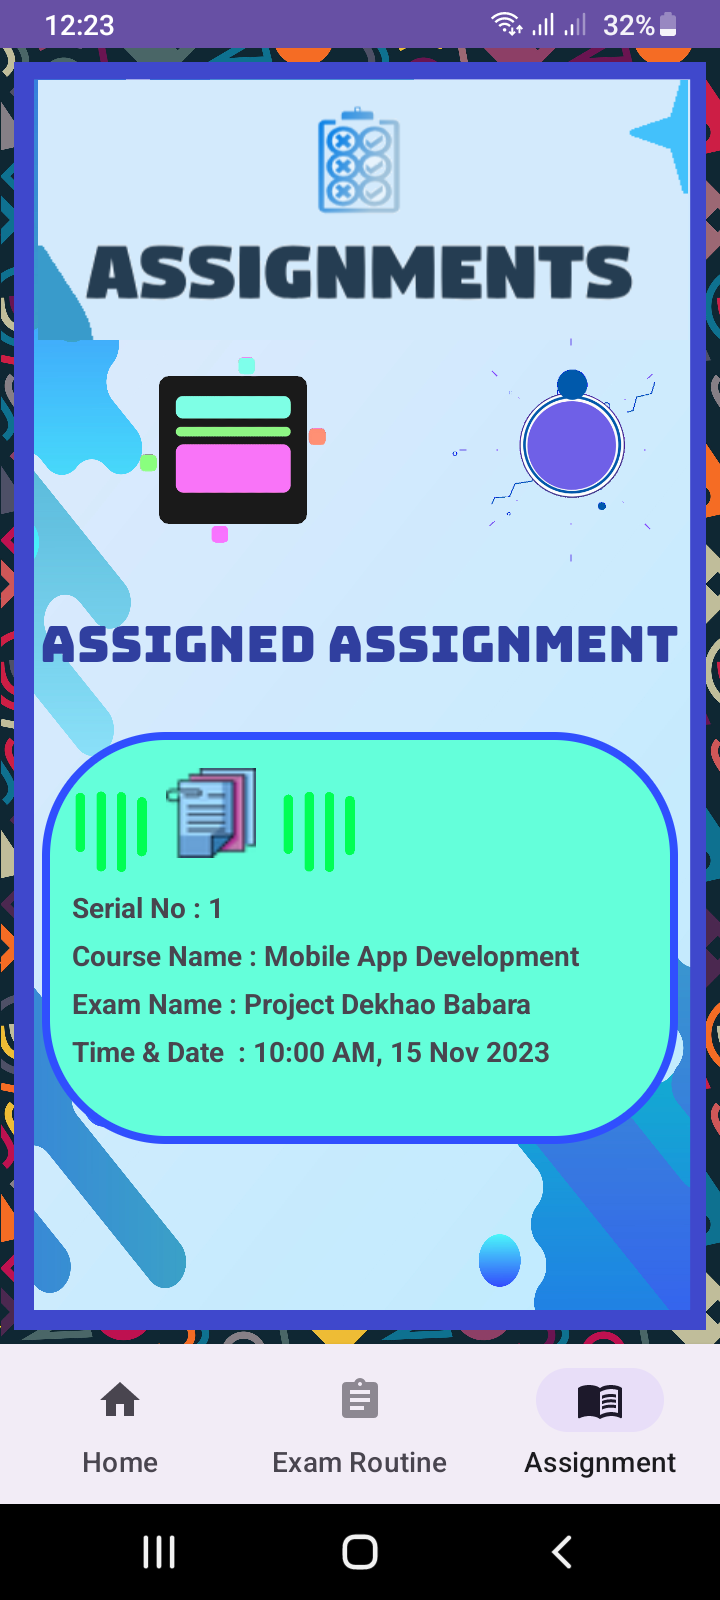 12:23
32%
ASSIGNMENTS
ASSIGNED ASSIGNMENT
Serial No : 1
Course Name : Mobile App Development
Exam Name : Project Dekhao Babara
Time & Date  : 10:00 AM, 15 Nov 2023
Home
Exam Routine
Assignment